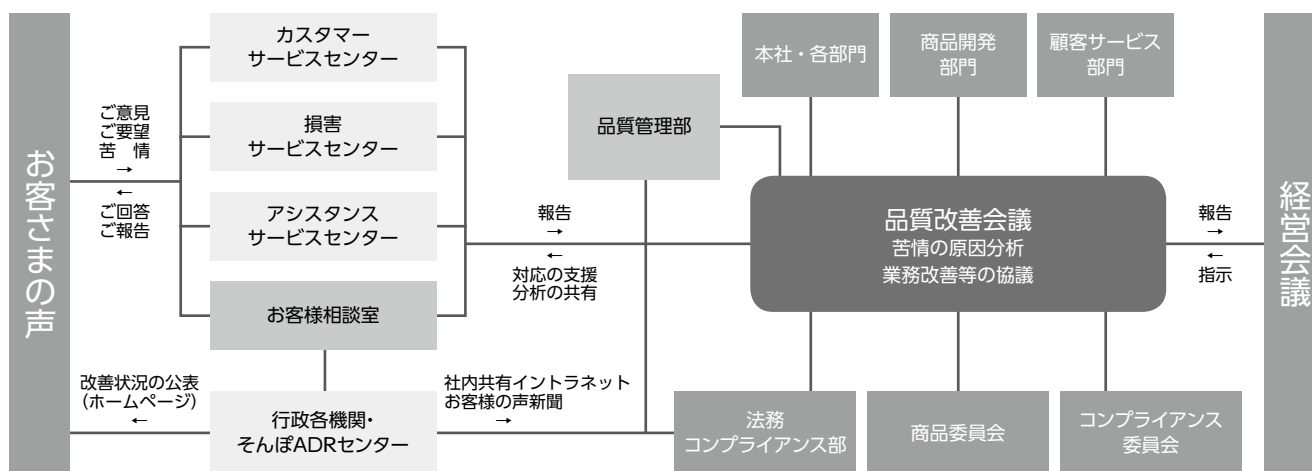 お客さまの声
ご意見
ご要望
苦 情
→
←
ご回答
ご報告
カスタマー
サービスセンター
損害
サービスセンター
アシスタンス
サービスセンター
お客様相談室
改善状況の公表
(ホームページ)
←
行政各機関・
そんぽADRセンター
社内共有イントラネット
お客様の声新聞
→
報告
→
←
対応の支援
分析の共有
品質管理部
本社・各部門
商品開発
部門
顧客サービス
部門
品質改善会議
苦情の原因分析
業務改善等の協議
法務
コンプライアンス部
商品委員会
コンプライアンス
委員会
報告
→
←
指示
経営会議